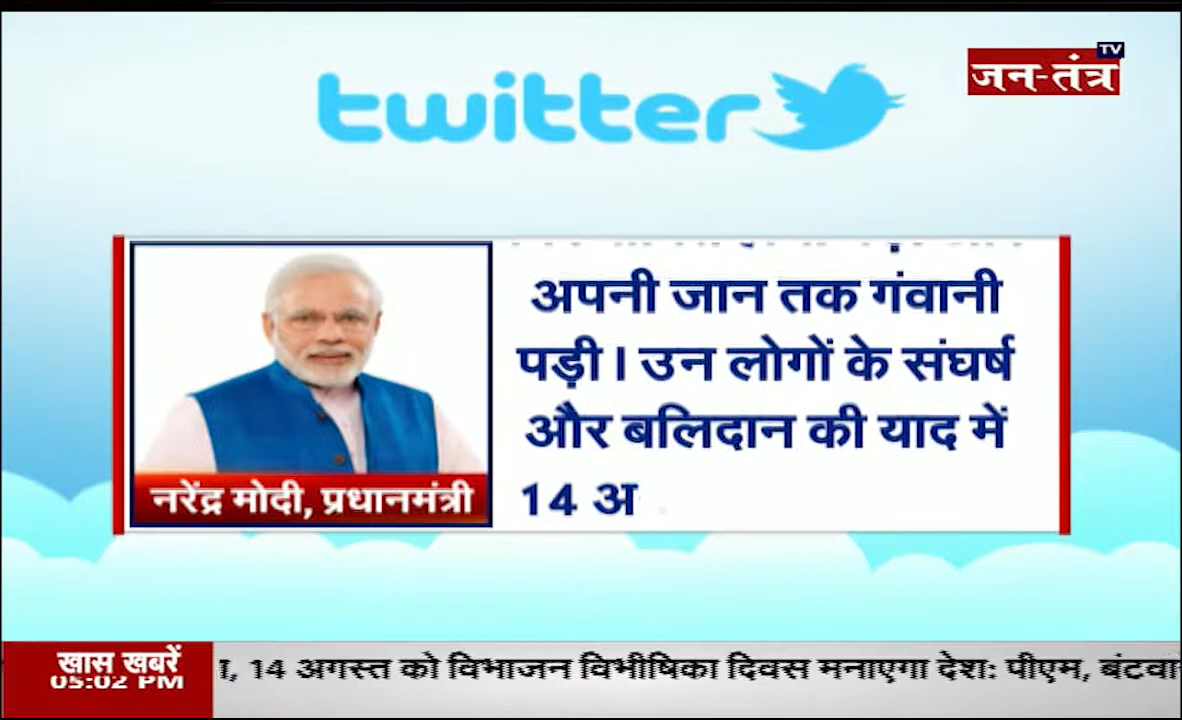 twitter
TV
जन-तंत्र
अपनी जान तक गंवानी
पड़ी। उन लोगों के संघर्ष
और बलिदान की याद में
14 अ
नरेंद्र मोदी, प्रधानमंत्री
खास खबरें
05:02 PM
, 14 अगस्त को विभाजन विभीषिका दिवस मनाएगा देशः पीएम,